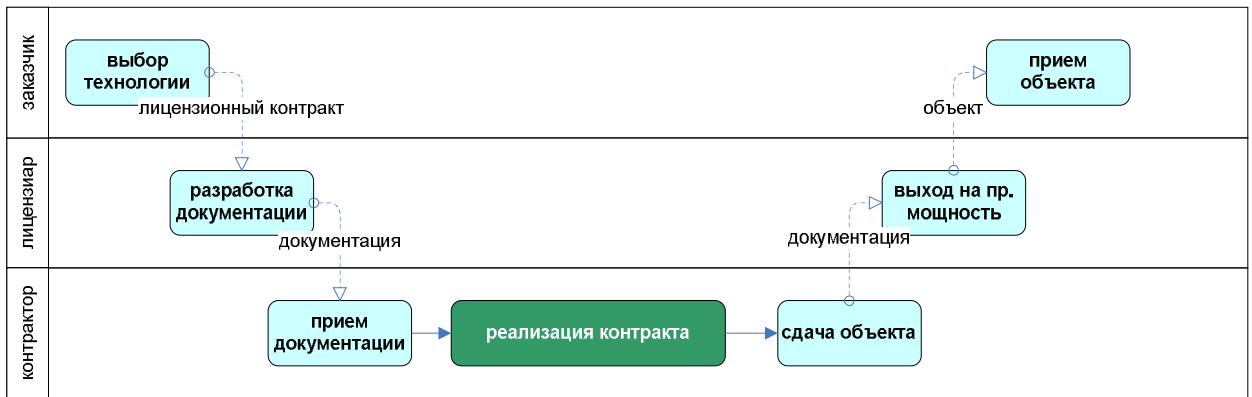 заказчик
выбор
технологии
лицензионный контракт
прием
объекта
объект
лицензиар
разработка
документации
документация
выход на пр.
мощность
документация
контрактор
прием
документации
реализация контракта
сдача объекта